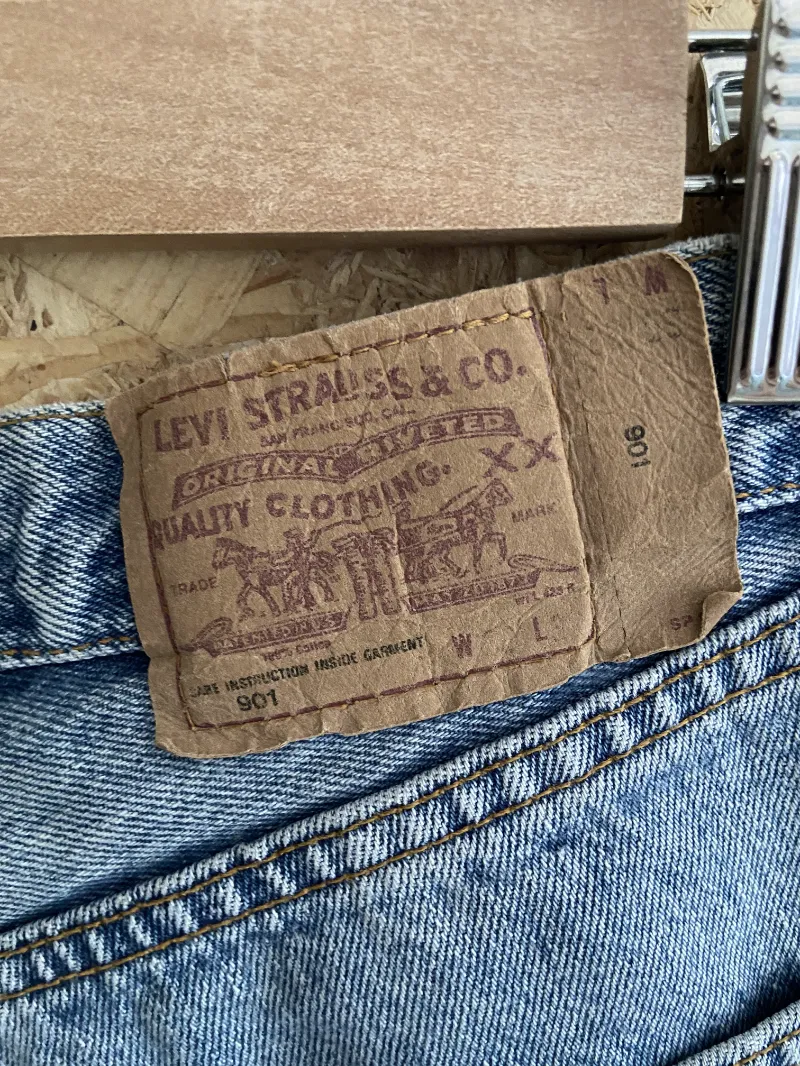 LEVI STRAUSS & CO.
SAN FRANCISCO, CAL.
ORIGINAL RIVETED
QUALITY CLOTHING. XX
TRADE MARK
W L
CARE INSTRUCTION INSIDE GARMENT
901
M
901